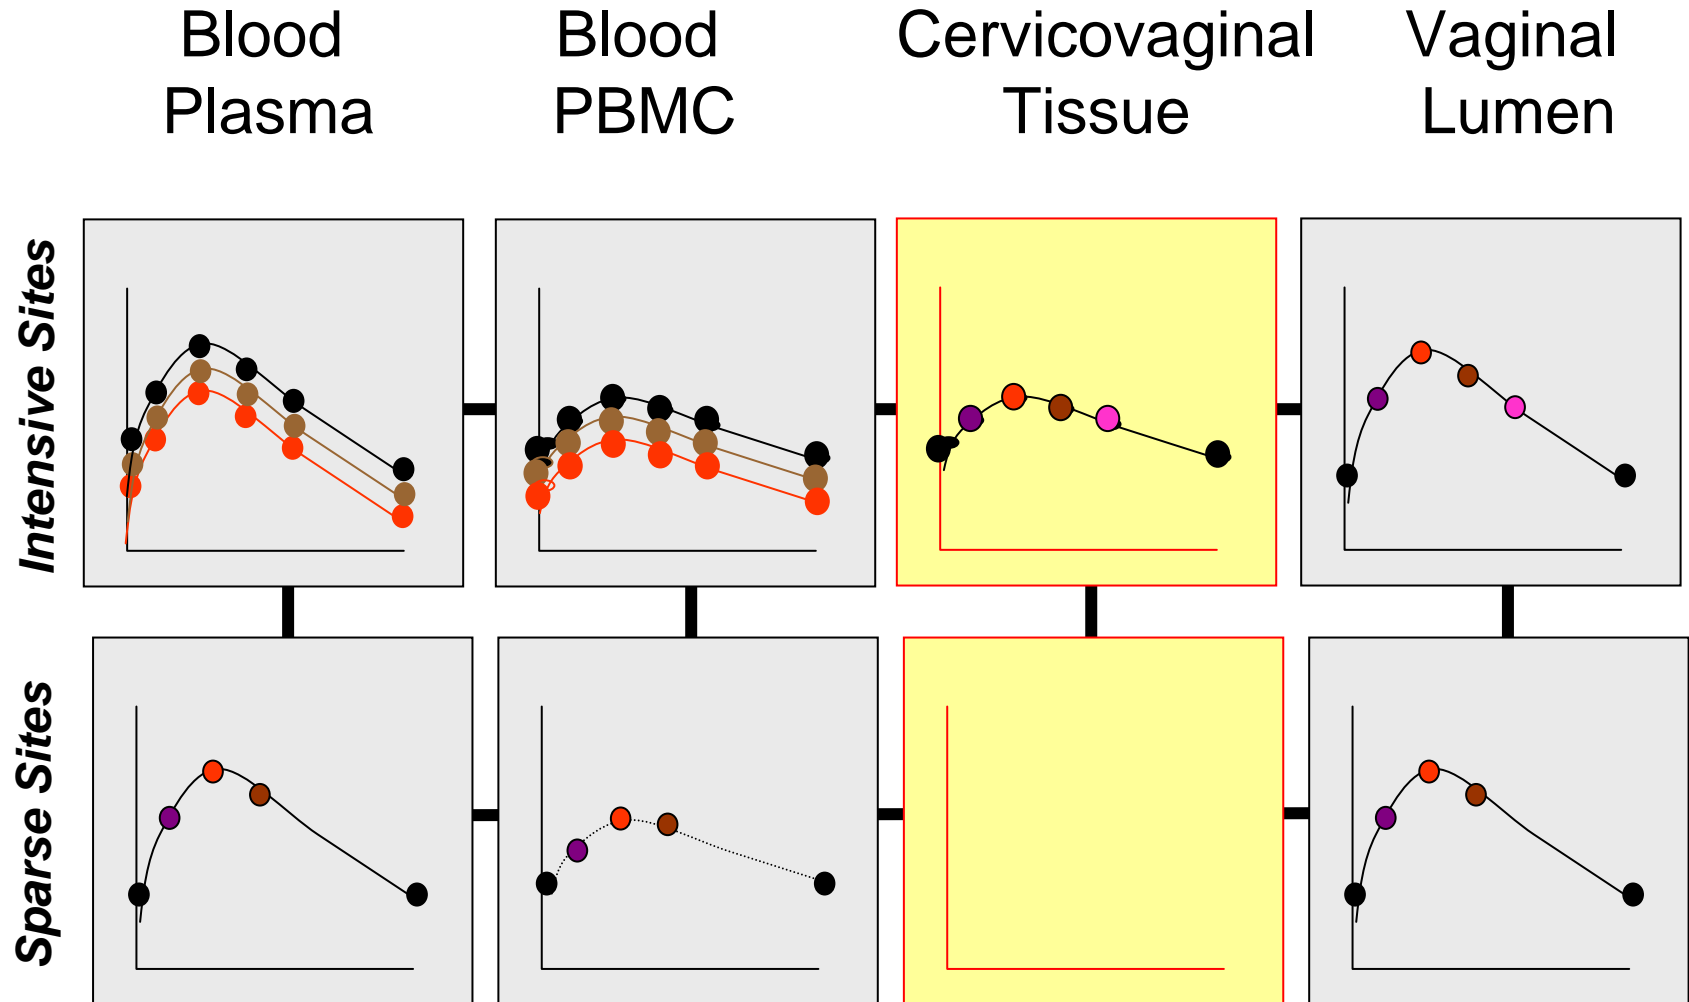 Blood
Plasma
Blood
PBMC
Cervicovaginal
Tissue
Vaginal
Lumen
Intensive Sites
Sparse Sites